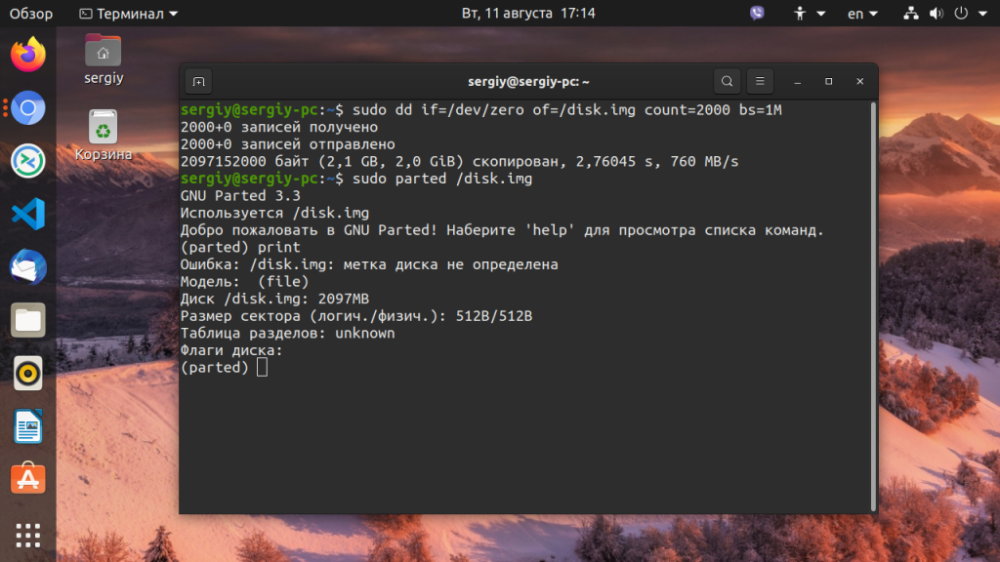 Обзор
Терминал
Вт, 11 августа 17:14
en
sergiy
Корзина
sergiy@sergiy-pc: ~
sergiy@sergiy-pc:~$ sudo dd if=/dev/zero of=/disk.img count=2000 bs=1M
2000+0 записей получено
2000+0 записей отправлено
2097152000 байт (2,1 GB, 2,0 GiB) скопирован, 2,76045 s, 760 MB/s
sergiy@sergiy-pc:~$ sudo parted /disk.img
GNU Parted 3.3
Используется /disk.img
Добро пожаловать в GNU Parted! Наберите 'help' для просмотра списка команд.
(parted) print
Ошибка: /disk.img: метка диска не определена
Модель:  (file)
Диск /disk.img: 2097MB
Размер сектора (логич./физич.): 512B/512B
Таблица разделов: unknown
Флаги диска:
(parted)